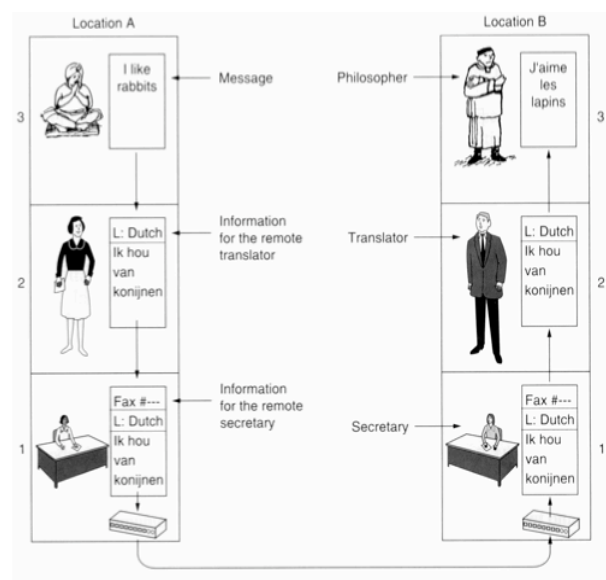 Location A
Location B
3
I like
rabbits
Message
Philosopher
J'aime
les
lapins
3
2
L: Dutch
Ik hou
van
konijnen
Information
for the remote
translator
Translator
L: Dutch
Ik hou
van
konijnen
2
1
Fax #---
L: Dutch
Ik hou
van
konijnen
Information
for the remote
secretary
Secretary
Fax #---
L: Dutch
Ik hou
van
konijnen
1